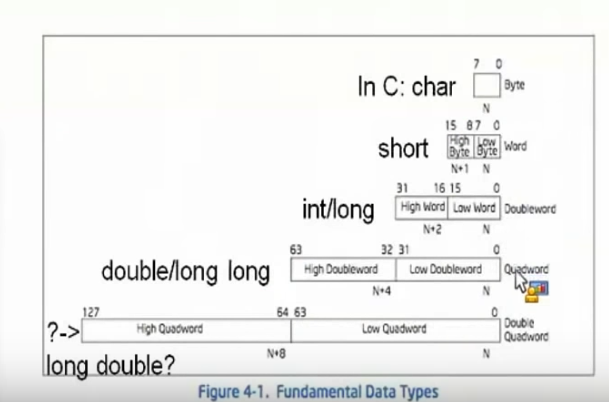 7 0
In C: char Byte
N
15 8 7 0
short High Byte Low Byte Word
N+1 N
31 16 15 0
int/long High Word Low Word Doubleword
N+2 N
63 32 31 0
double/long long High Doubleword Low Doubleword Quadword
N+4 N
127 64 63 0
?-> High Quadword Low Quadword Double Quadword
N+8 N
long double?
Figure 4-1. Fundamental Data Types